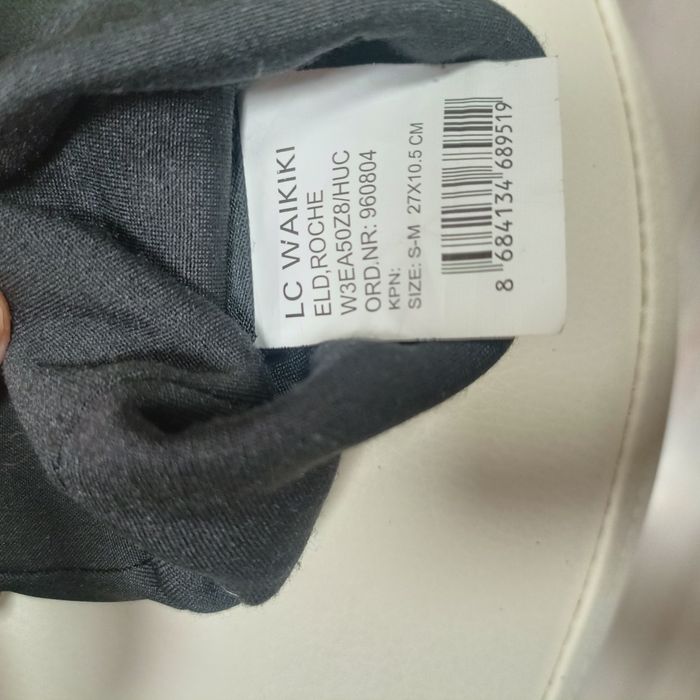 LC WAIKIKI
ELD,ROCHE
W3EA50Z8/HUC
ORD.NR: 960804
KPN:
SIZE: S-M 27X10.5 CM
8 684134 689519